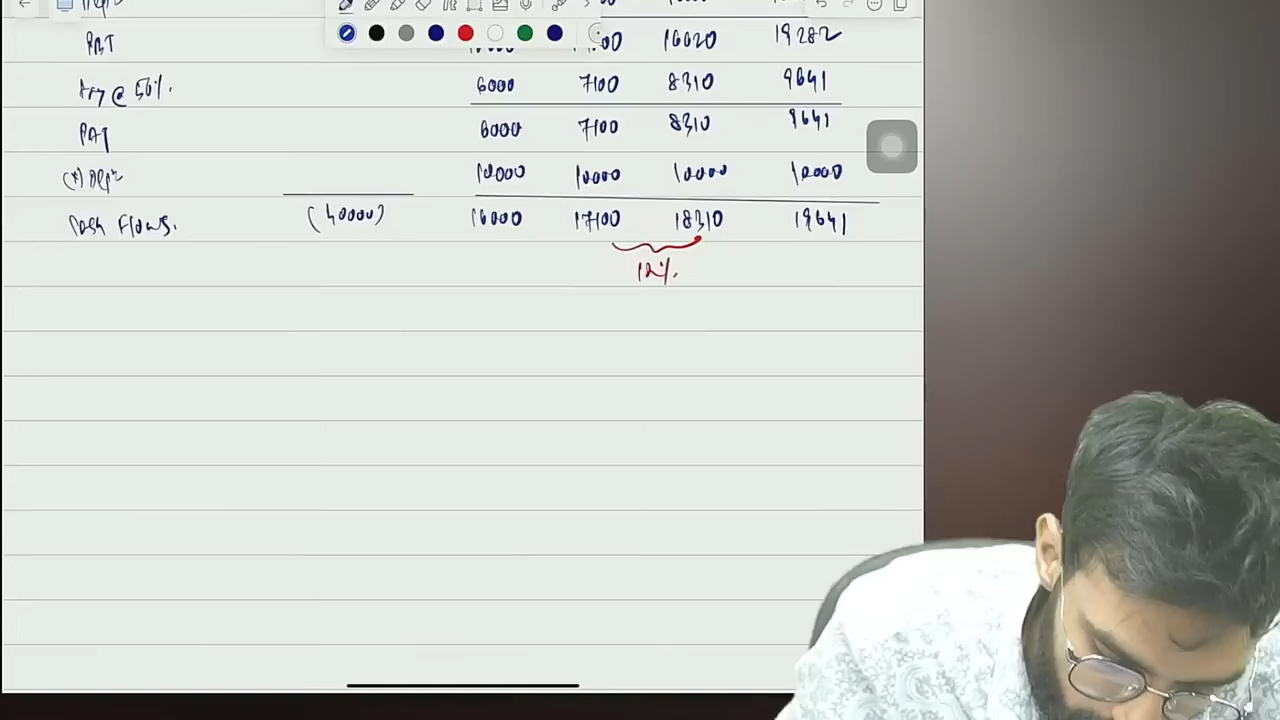 PBT 16020 19282
Tax @ 50%. 6000 7100 8310 9641
PAT 6000 7100 8310 9641
(+) Depn 10000 10000 10000 10000
Cash Flows. (40000) 16000 17100 18310 19641
12%.